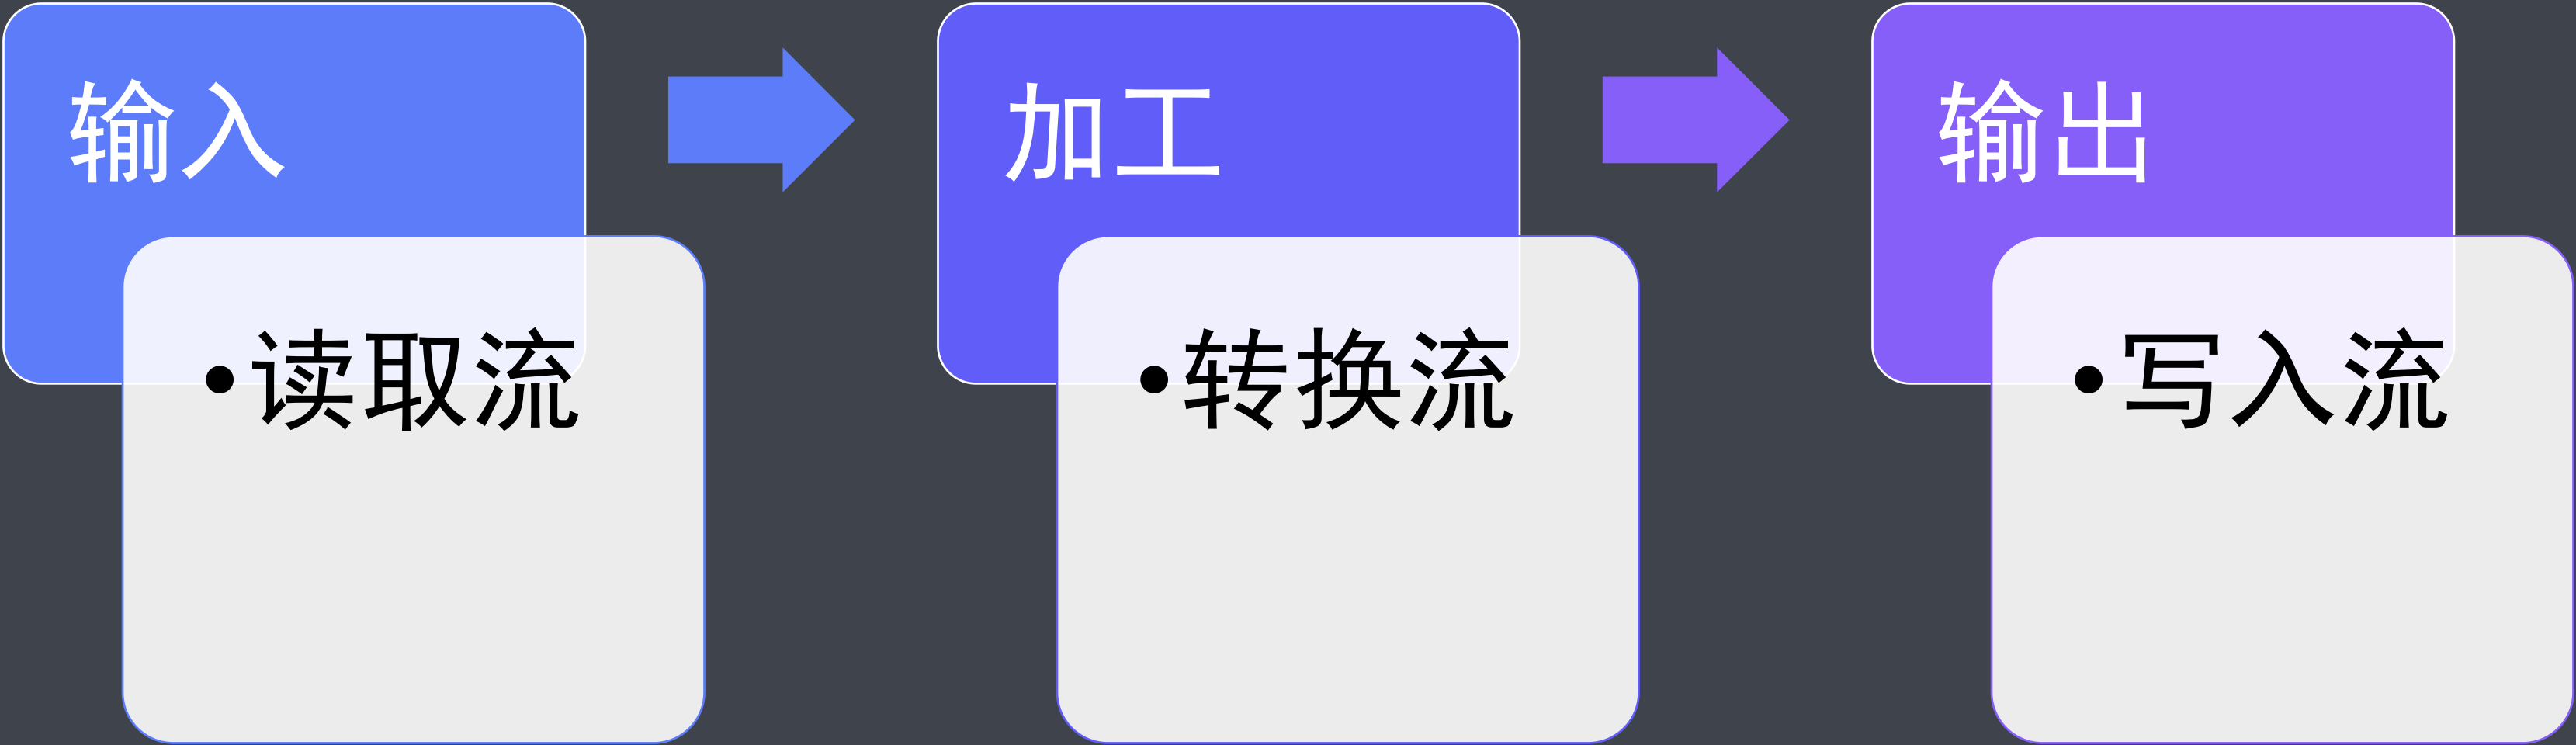 输入
•读取流
加工
•转换流
输出
•写入流